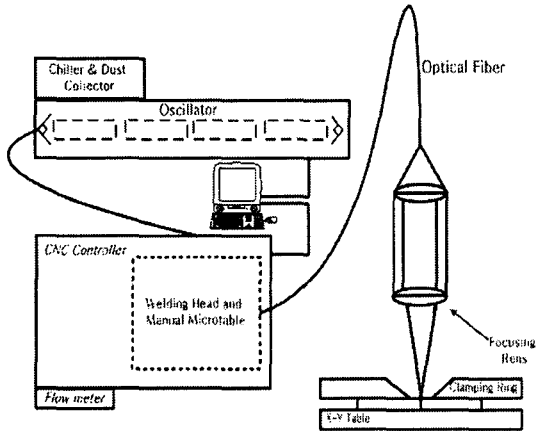 Chiller & Dust
Collector
Oscillator
Optical Fiber
CNC Controller
Welding Head and
Manual Microtable
Focusing
Rens
Clamping Ring
Flow meter
X-Y Table